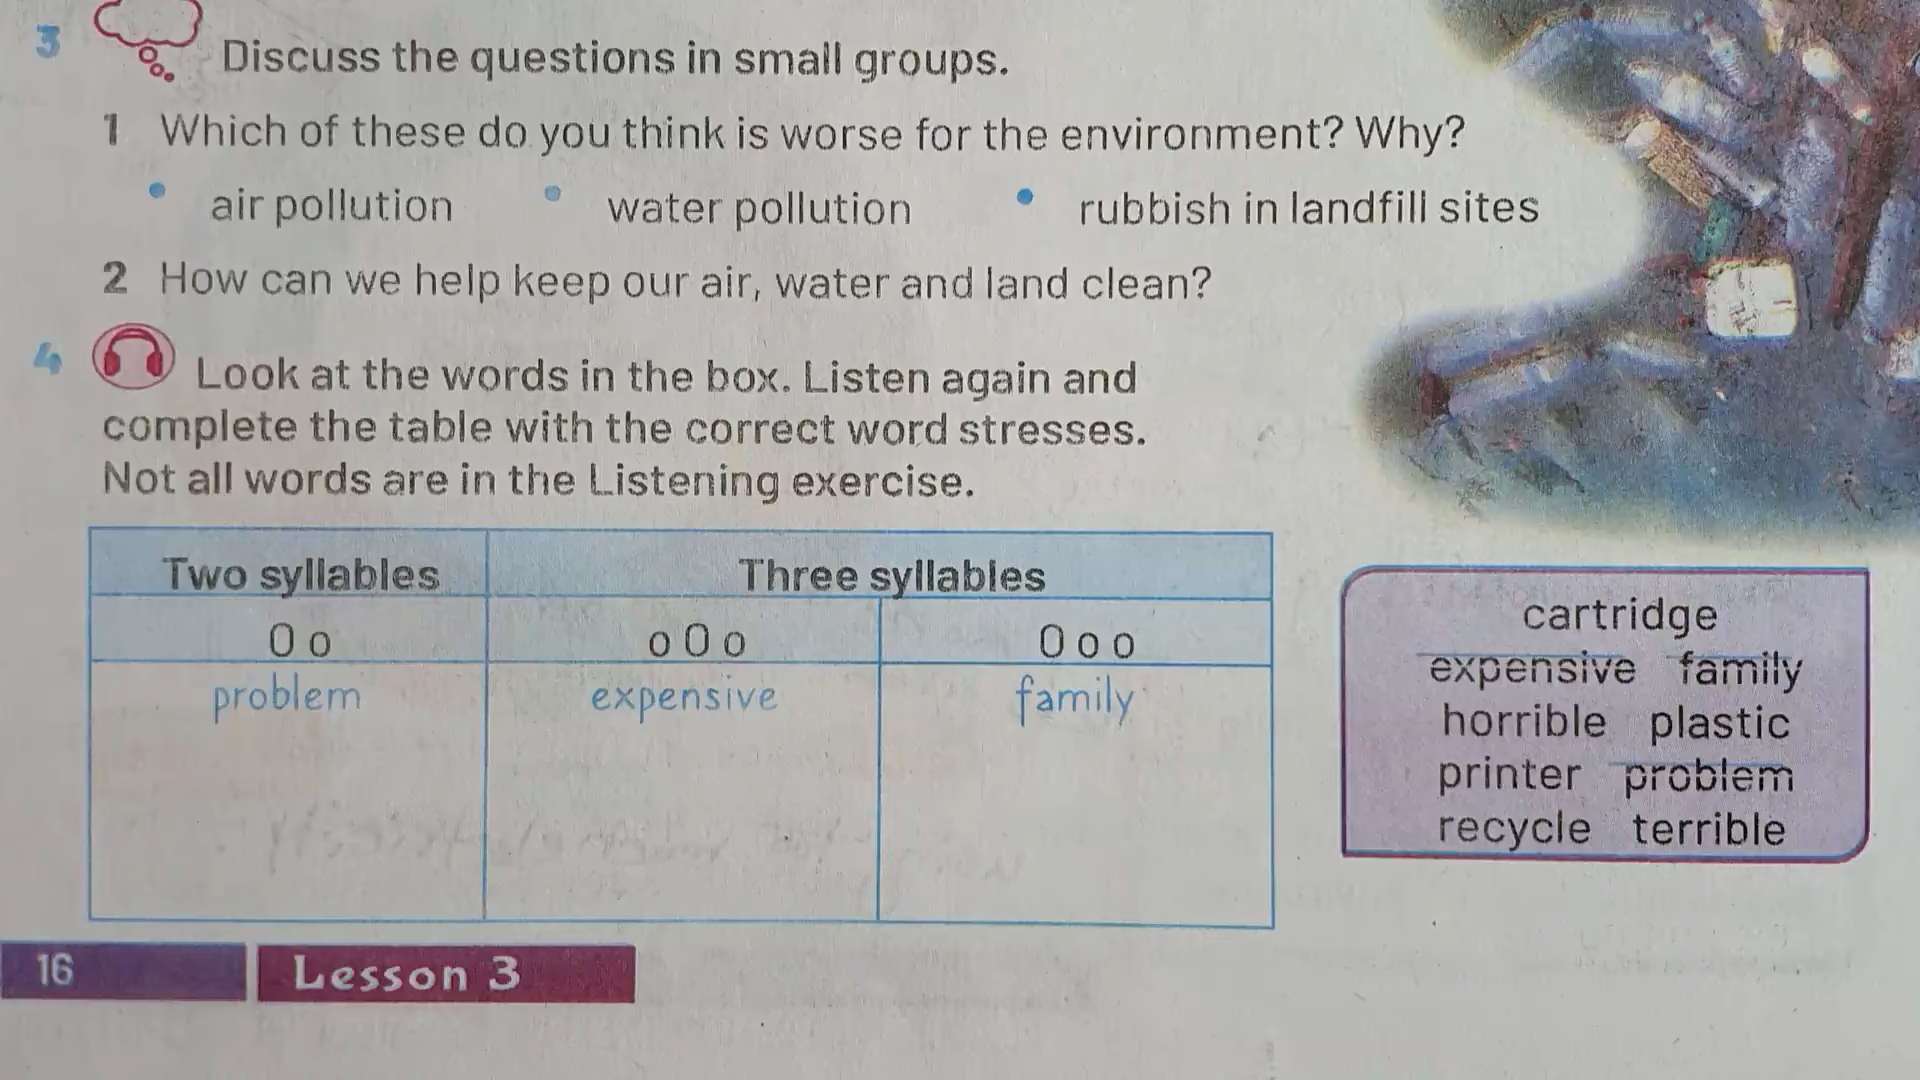 3 Discuss the questions in small groups.
1 Which of these do you think is worse for the environment? Why?
• air pollution • water pollution • rubbish in landfill sites
2 How can we help keep our air, water and land clean?
4 Look at the words in the box. Listen again and
complete the table with the correct word stresses.
Not all words are in the Listening exercise.
Two syllables Three syllables
O o o O o O o o
problem expensive family
cartridge
expensive family
horrible plastic
printer problem
recycle terrible
16 Lesson 3